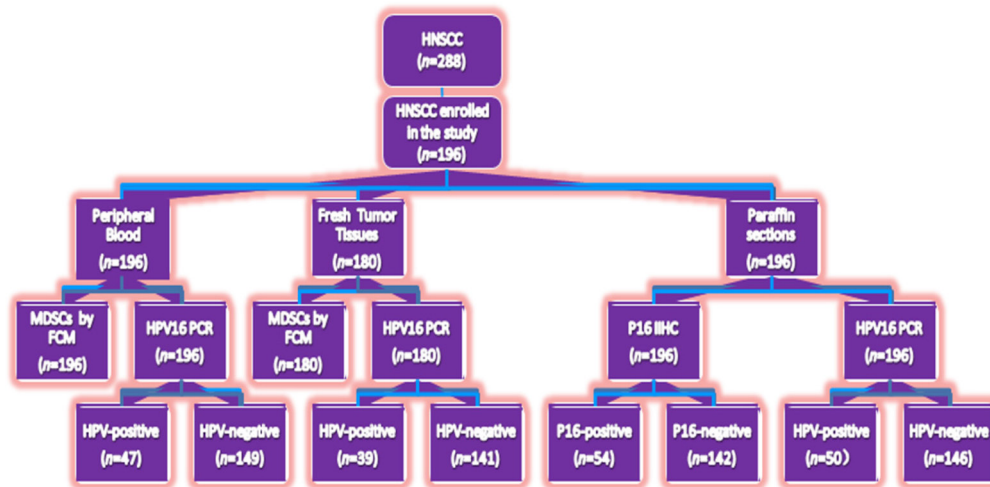 HNSCC
(n=288)
HNSCC enrolled
in the study
(n=196)
Peripheral
Blood
(n=196)
Fresh Tumor
Tissues
(n=180)
Paraffin
sections
(n=196)
MDSCs by
FCM
(n=196)
HPV16 PCR
(n=196)
MDSCs by
FCM
(n=180)
HPV16 PCR
(n=180)
P16 IIHC
(n=196)
HPV16 PCR
(n=196)
HPV-positive
(n=47)
HPV-negative
(n=149)
HPV-positive
(n=39)
HPV-negative
(n=141)
P16-positive
(n=54)
P16-negative
(n=142)
HPV-positive
(n=50）
HPV-negative
(n=146)